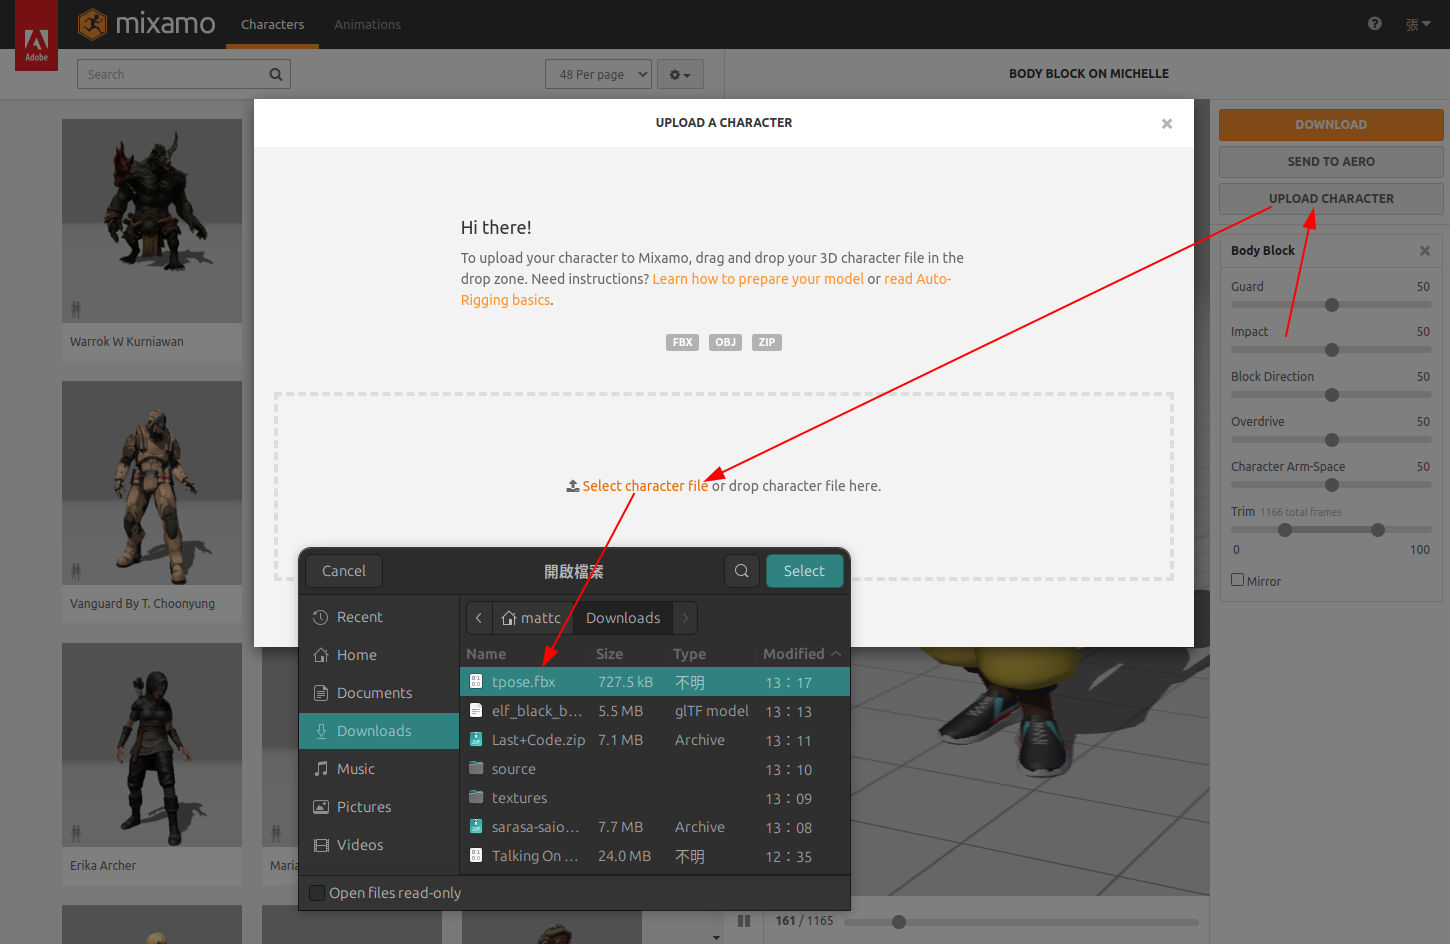 Adobe
mixamo
Characters
Animations
張
Search
48 Per page
BODY BLOCK ON MICHELLE
UPLOAD A CHARACTER
Hi there!
To upload your character to Mixamo, drag and drop your 3D character file in the
drop zone. Need instructions? Learn how to prepare your model or read Auto-
Rigging basics.
FBX OBJ ZIP
Select character file or drop character file here.
DOWNLOAD
SEND TO AERO
UPLOAD CHARACTER
Body Block
Guard 50
Impact 50
Block Direction 50
Overdrive 50
Character Arm-Space 50
Trim 1166 total frames
0 100
Mirror
Warrok W Kurniawan
Vanguard By T. Choonyung
Erika Archer
Maria
Cancel
開啟檔案
Select
Recent
Home
Documents
Downloads
Music
Pictures
Videos
mattc
Downloads
Name Size Type Modified
tpose.fbx 727.5 kB 不明 13：17
elf_black_b... 5.5 MB glTF model 13：13
Last+Code.zip 7.1 MB Archive 13：11
source 13：10
textures 13：09
sarasa-saio... 7.7 MB Archive 13：08
Talking On ... 24.0 MB 不明 12：35
Open files read-only
161 / 1165